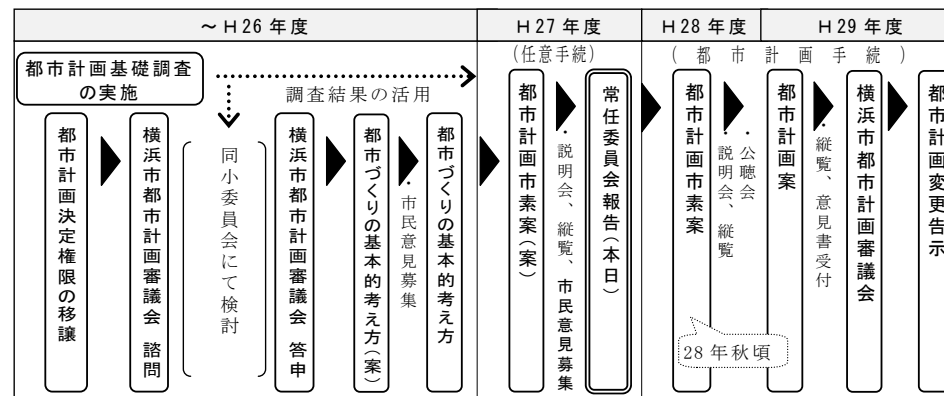 ～H26年度
H27年度
H28年度
H29年度
都市計画基礎調査
の実施
調査結果の活用
都市計画決定権限の移譲
横浜市都市計画審議会 諮問
同小委員会にて検討
横浜市都市計画審議会 答申
都市づくりの基本的考え方(案)
・市民意見募集
都市づくりの基本的考え方
(任意手続)
都市計画市素案(案)
・説明会、縦覧、市民意見募集
常任委員会報告(本日)
(都市計画手続)
都市計画市素案
28年秋頃
・公聴会
説明会、縦覧
都市計画案
・縦覧、意見書受付
横浜市都市計画審議会
都市計画変更告示